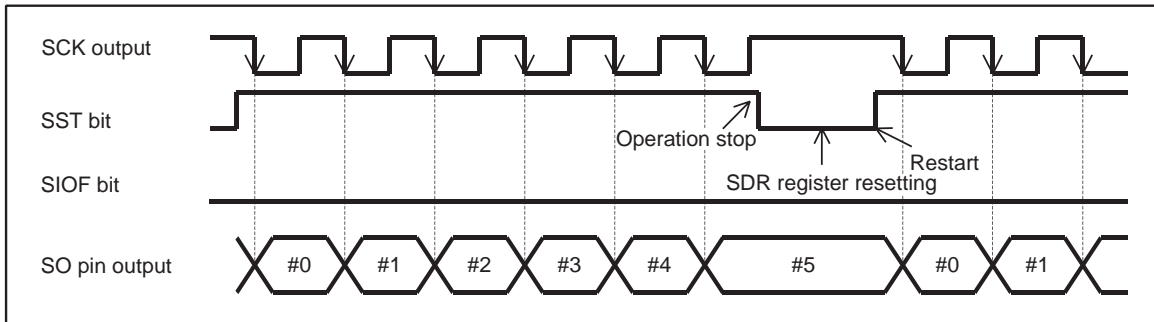 SCK output
SST bit
Operation stop
Restart
SDR register resetting
SIOF bit
SO pin output
#0 #1 #2 #3 #4 #5 #0 #1